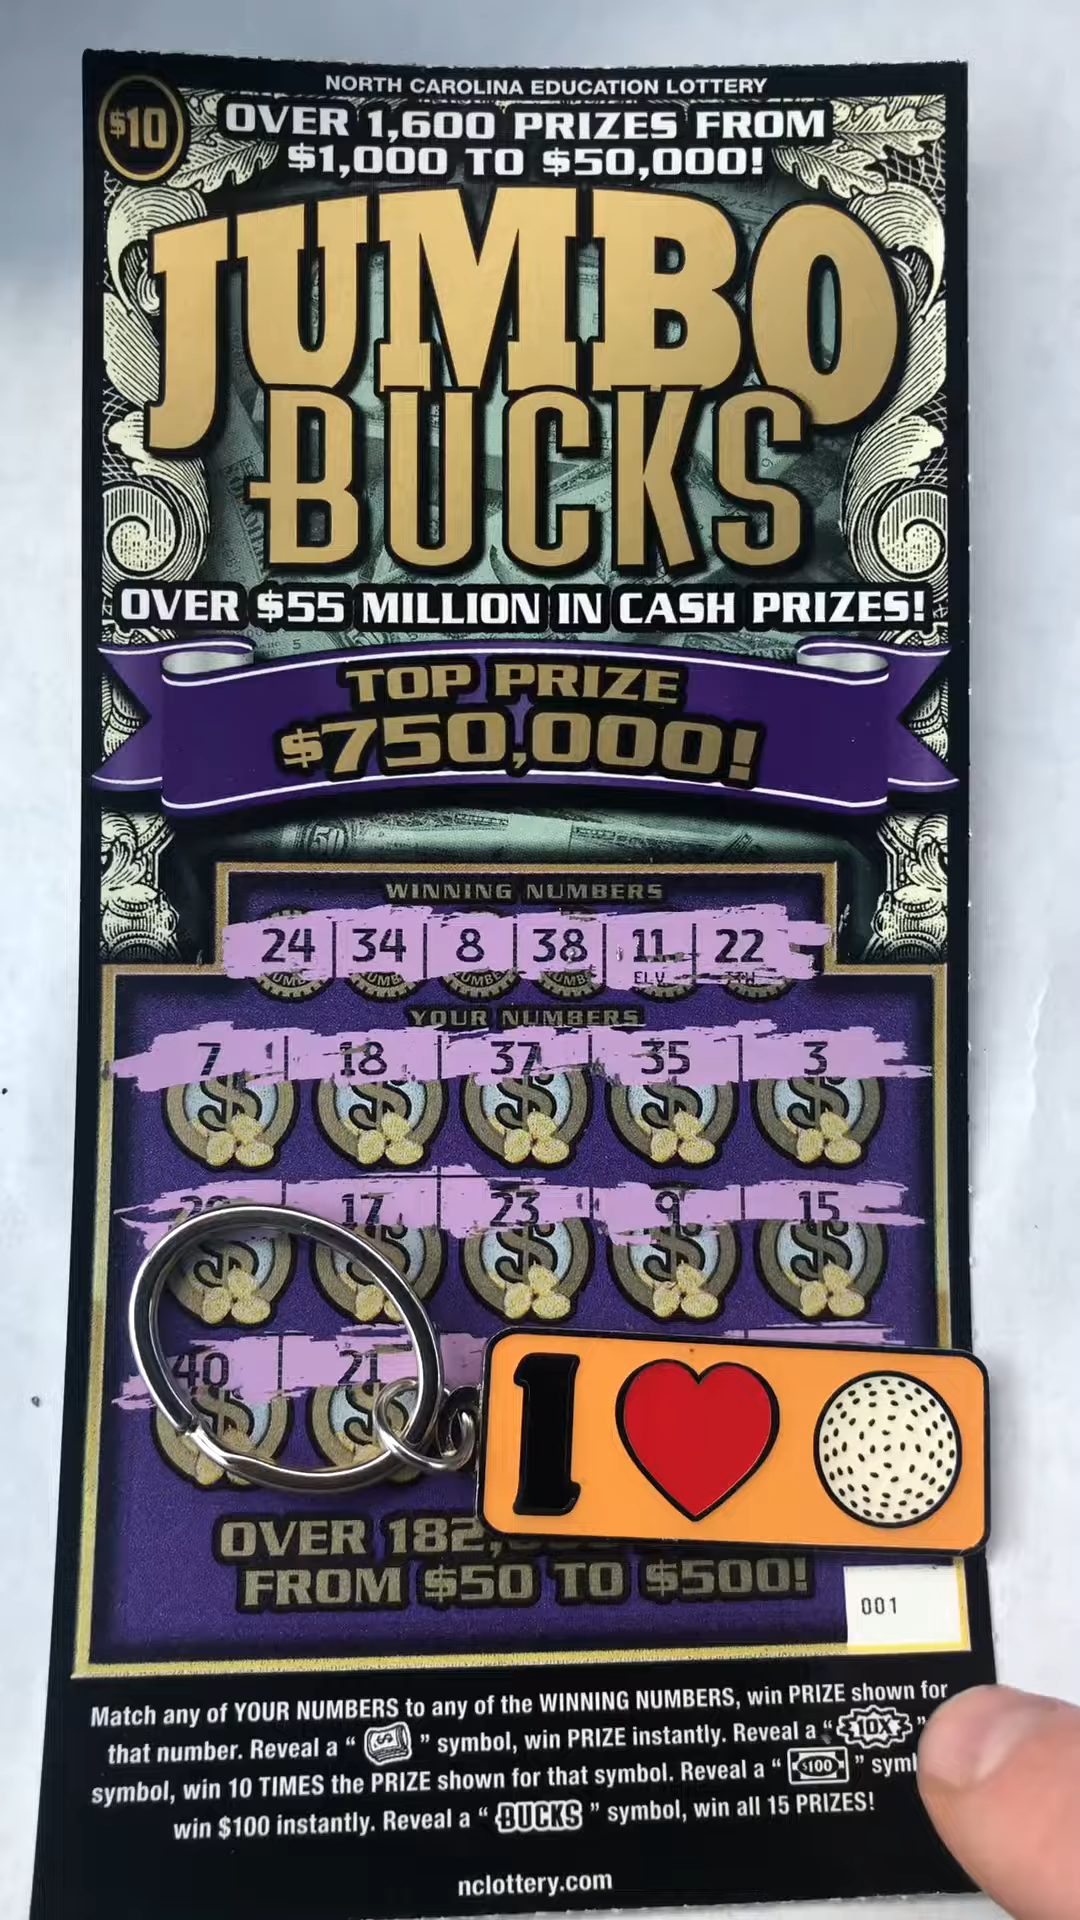 NORTH CAROLINA EDUCATION LOTTERY
$10
OVER 1,600 PRIZES FROM
$1,000 TO $50,000!
JUMBO
BUCKS
OVER $55 MILLION IN CASH PRIZES!
TOP PRIZE
$750,000!
WINNING NUMBERS
24 34 8 38 11 22
ELV
YOUR NUMBERS
7 18 37 35 3
17 23 9 15
40 21
I
OVER 182,
FROM $50 TO $500!
001
Match any of YOUR NUMBERS to any of the WINNING NUMBERS, win PRIZE shown for
that number. Reveal a " $ " symbol, win PRIZE instantly. Reveal a " 10X "
symbol, win 10 TIMES the PRIZE shown for that symbol. Reveal a " $100 "
win $100 instantly. Reveal a " BUCKS " symbol, win all 15 PRIZES!
nclottery.com